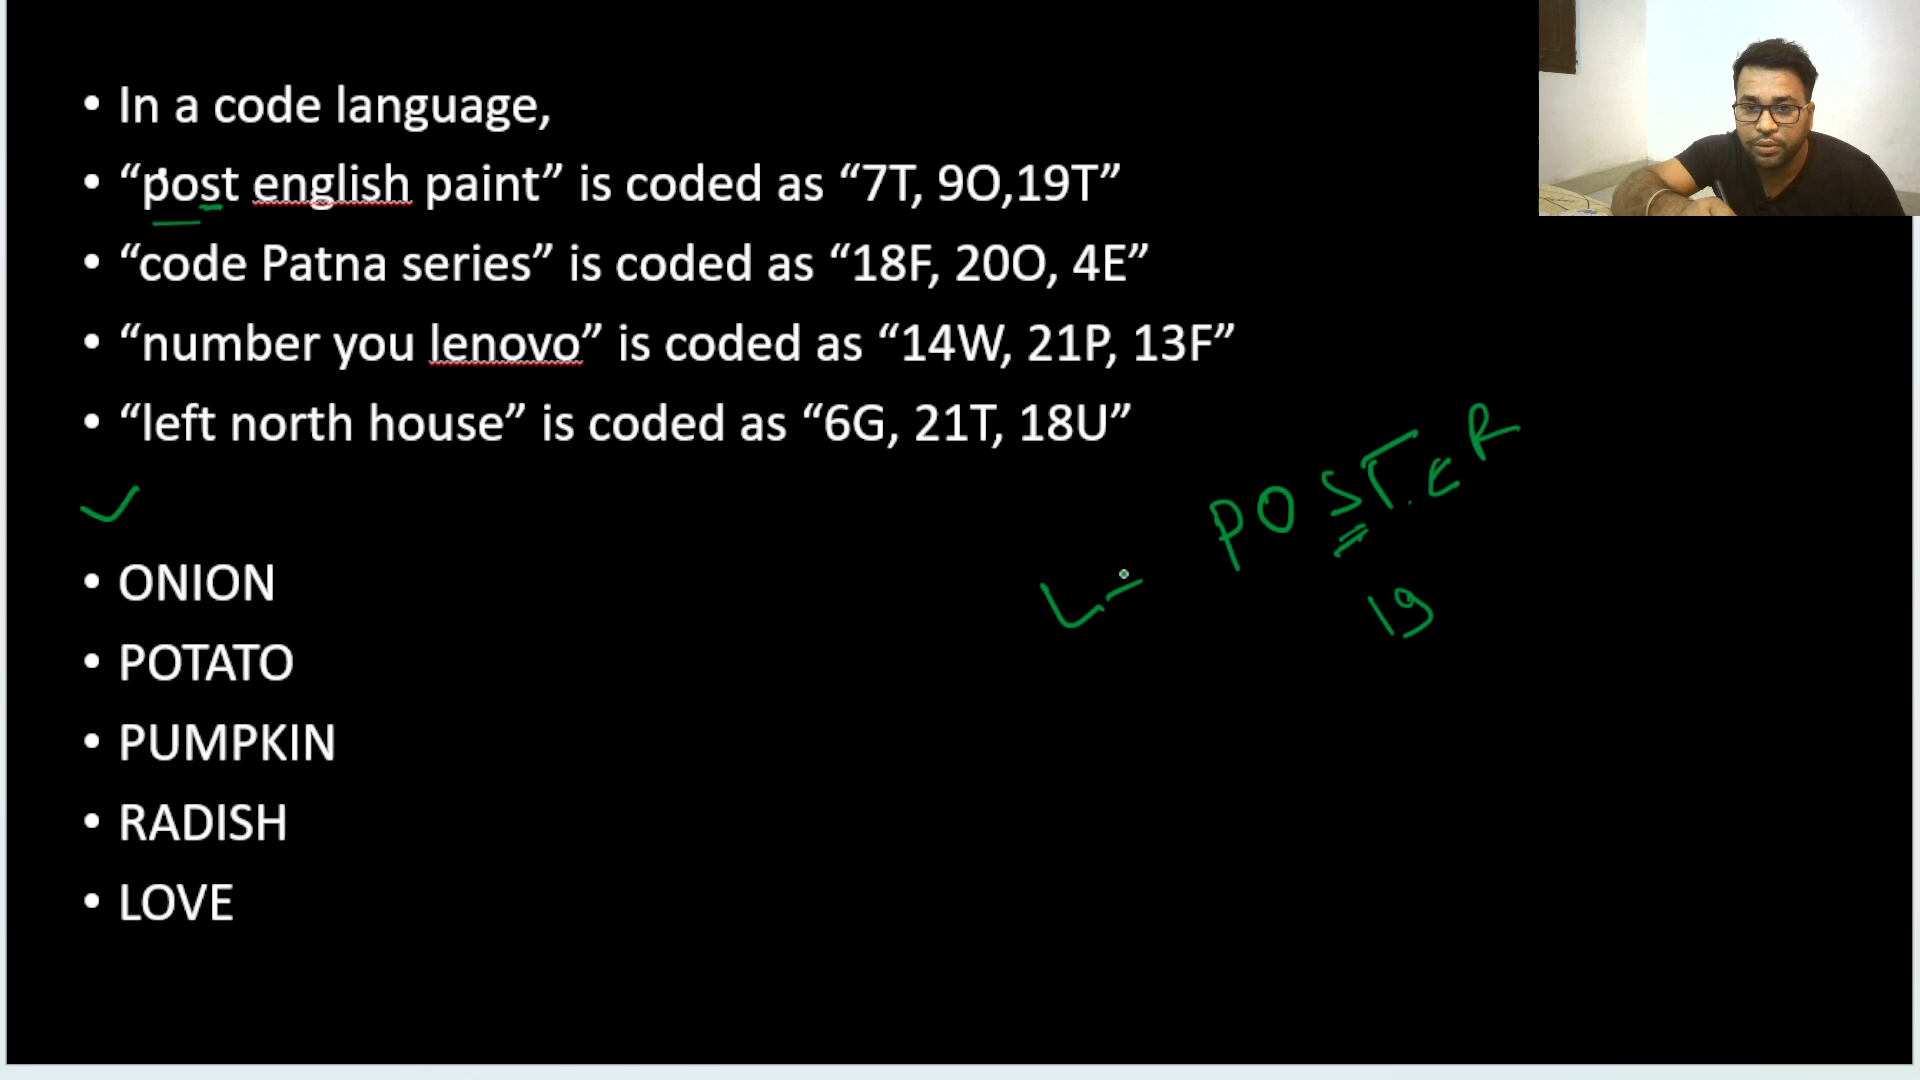 • In a code language,
• “post english paint” is coded as “7T, 9O,19T”
• “code Patna series” is coded as “18F, 20O, 4E”
• “number you lenovo” is coded as “14W, 21P, 13F”
• “left north house” is coded as “6G, 21T, 18U”
POSTER
19
• ONION
• POTATO
• PUMPKIN
• RADISH
• LOVE